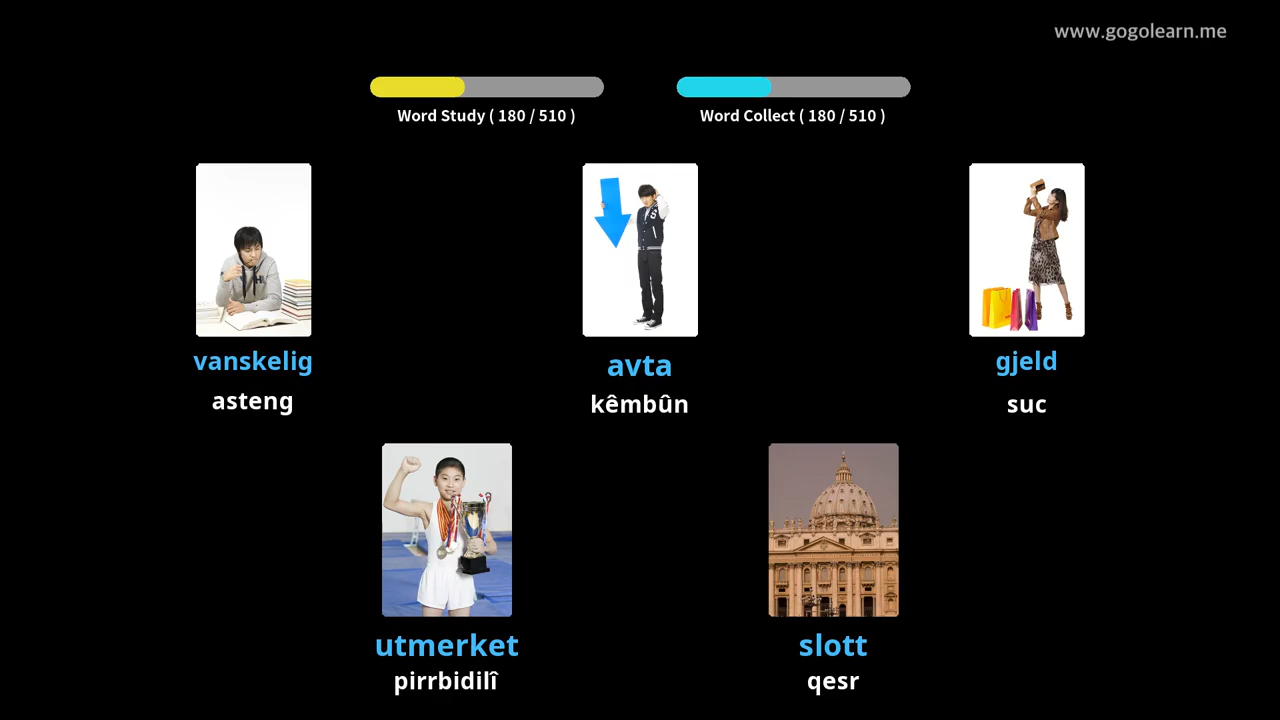 www.gogolearn.me
Word Study ( 180 / 510 )
Word Collect ( 180 / 510 )
vanskelig
asteng
avta
kêmbûn
gjeld
suc
utmerket
pirrbidilî
slott
qesr